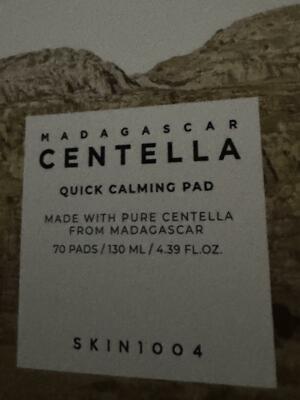 MADAGASCAR
CENTELLA
QUICK CALMING PAD
MADE WITH PURE CENTELLA
FROM MADAGASCAR
70 PADS / 130 ML / 4.39 FL.OZ.
SKIN1004